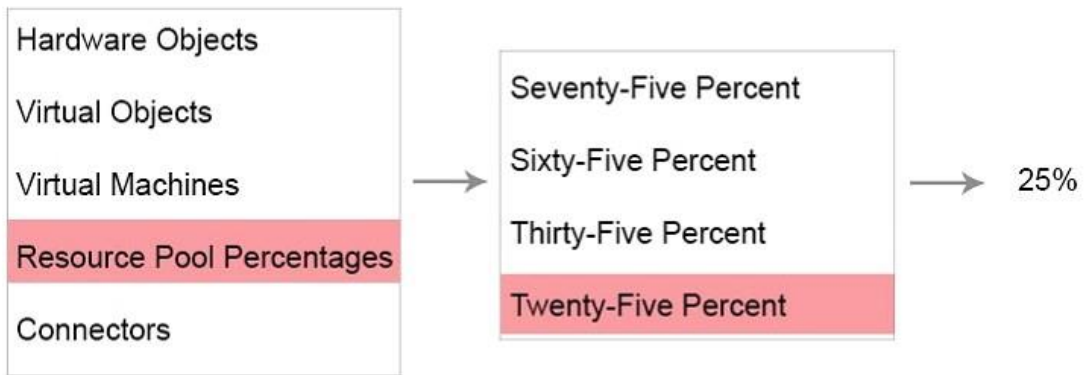 Hardware Objects
Virtual Objects
Virtual Machines
Resource Pool Percentages
Connectors
Seventy-Five Percent
Sixty-Five Percent
Thirty-Five Percent
Twenty-Five Percent
25%